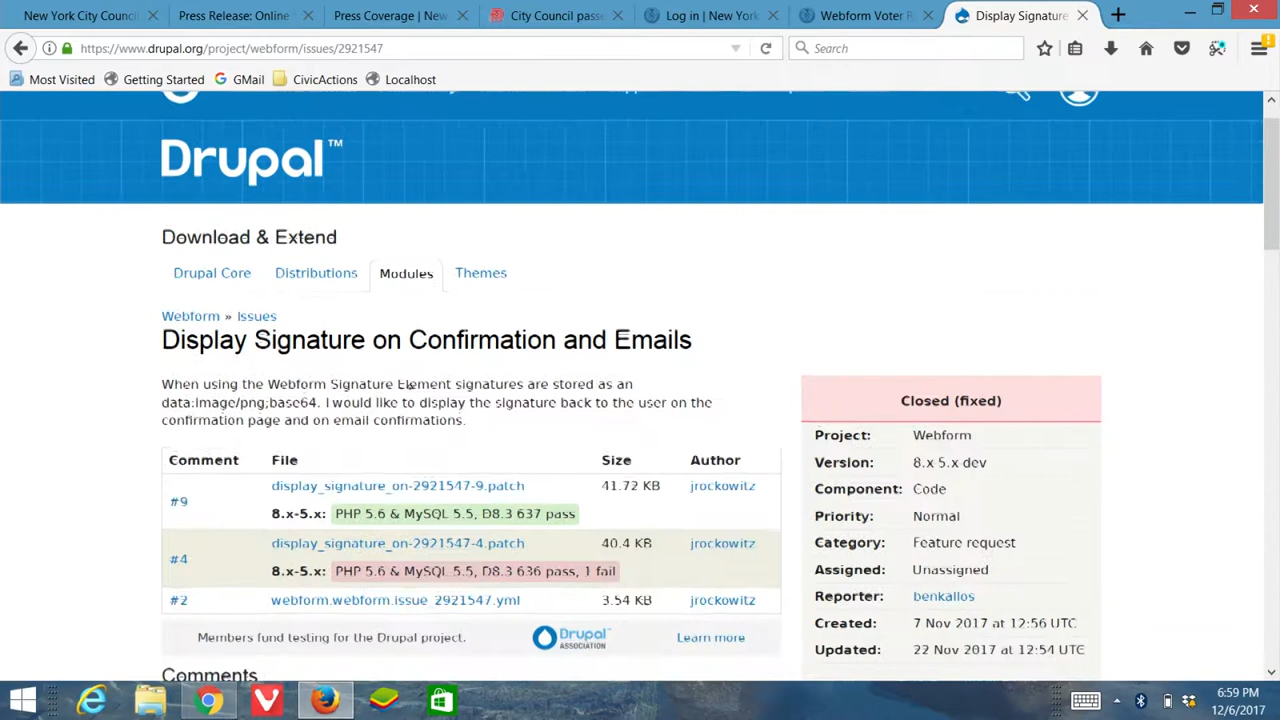 New York City Council
Press Release: Online
Press Coverage | New
City Council passe
Log in | New York
Webform Voter R
Display Signature
https://www.drupal.org/project/webform/issues/2921547
Search
Most Visited
Getting Started
GMail
CivicActions
Localhost
Drupal™
Download & Extend
Drupal Core
Distributions
Modules
Themes
Webform » Issues
Display Signature on Confirmation and Emails
When using the Webform Signature Element signatures are stored as an
data:image/png;base64. I would like to display the signature back to the user on the
confirmation page and on email confirmations.
Comment File Size Author
#9 display_signature_on-2921547-9.patch 41.72 KB jrockowitz
8.x-5.x: PHP 5.6 & MySQL 5.5, D8.3 637 pass
#4 display_signature_on-2921547-4.patch 40.4 KB jrockowitz
8.x-5.x: PHP 5.6 & MySQL 5.5, D8.3 636 pass, 1 fail
#2 webform.webform.issue_2921547.yml 3.54 KB jrockowitz
Members fund testing for the Drupal project.
Drupal
ASSOCIATION
Learn more
Comments
Closed (fixed)
Project: Webform
Version: 8.x 5.x dev
Component: Code
Priority: Normal
Category: Feature request
Assigned: Unassigned
Reporter: benkallos
Created: 7 Nov 2017 at 12:56 UTC
Updated: 22 Nov 2017 at 12:54 UTC
6:59 PM
12/6/2017